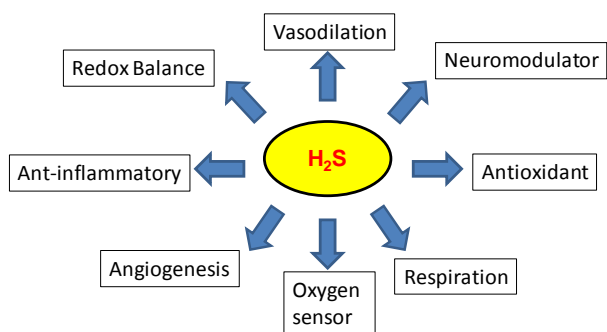 Vasodilation
Redox Balance
Neuromodulator
H₂S
Ant-inflammatory
Antioxidant
Angiogenesis
Respiration
Oxygen
sensor